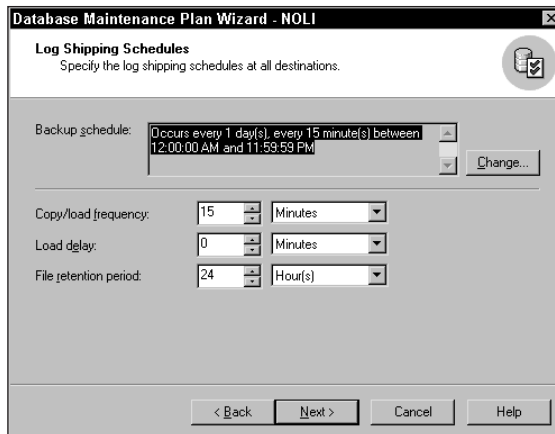 Database Maintenance Plan Wizard - NOLI
Log Shipping Schedules
Specify the log shipping schedules at all destinations.
Backup schedule:
Occurs every 1 day(s), every 15 minute(s) between
12:00:00 AM and 11:59:59 PM
Change...
Copy/load frequency:
15
Minutes
Load delay:
0
Minutes
File retention period:
24
Hour(s)
< Back
Next >
Cancel
Help